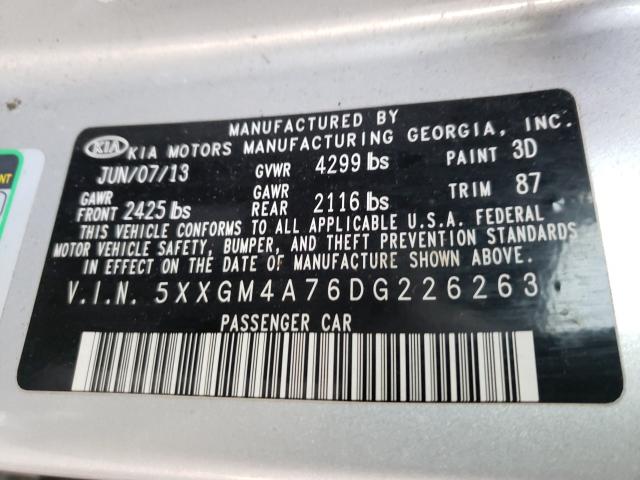 MANUFACTURED BY
KIA KIA MOTORS MANUFACTURING GEORGIA, INC.
JUN/07/13 GVWR 4299 lbs PAINT 3D
GAWR FRONT 2425 lbs GAWR REAR 2116 lbs TRIM 87
THIS VEHICLE CONFORMS TO ALL APPLICABLE U.S.A. FEDERAL
MOTOR VEHICLE SAFETY, BUMPER, AND THEFT PREVENTION STANDARDS
IN EFFECT ON THE DATE OF MANUFACTURE SHOWN ABOVE.
V.I.N. 5XXGM4A76DG226263
PASSENGER CAR